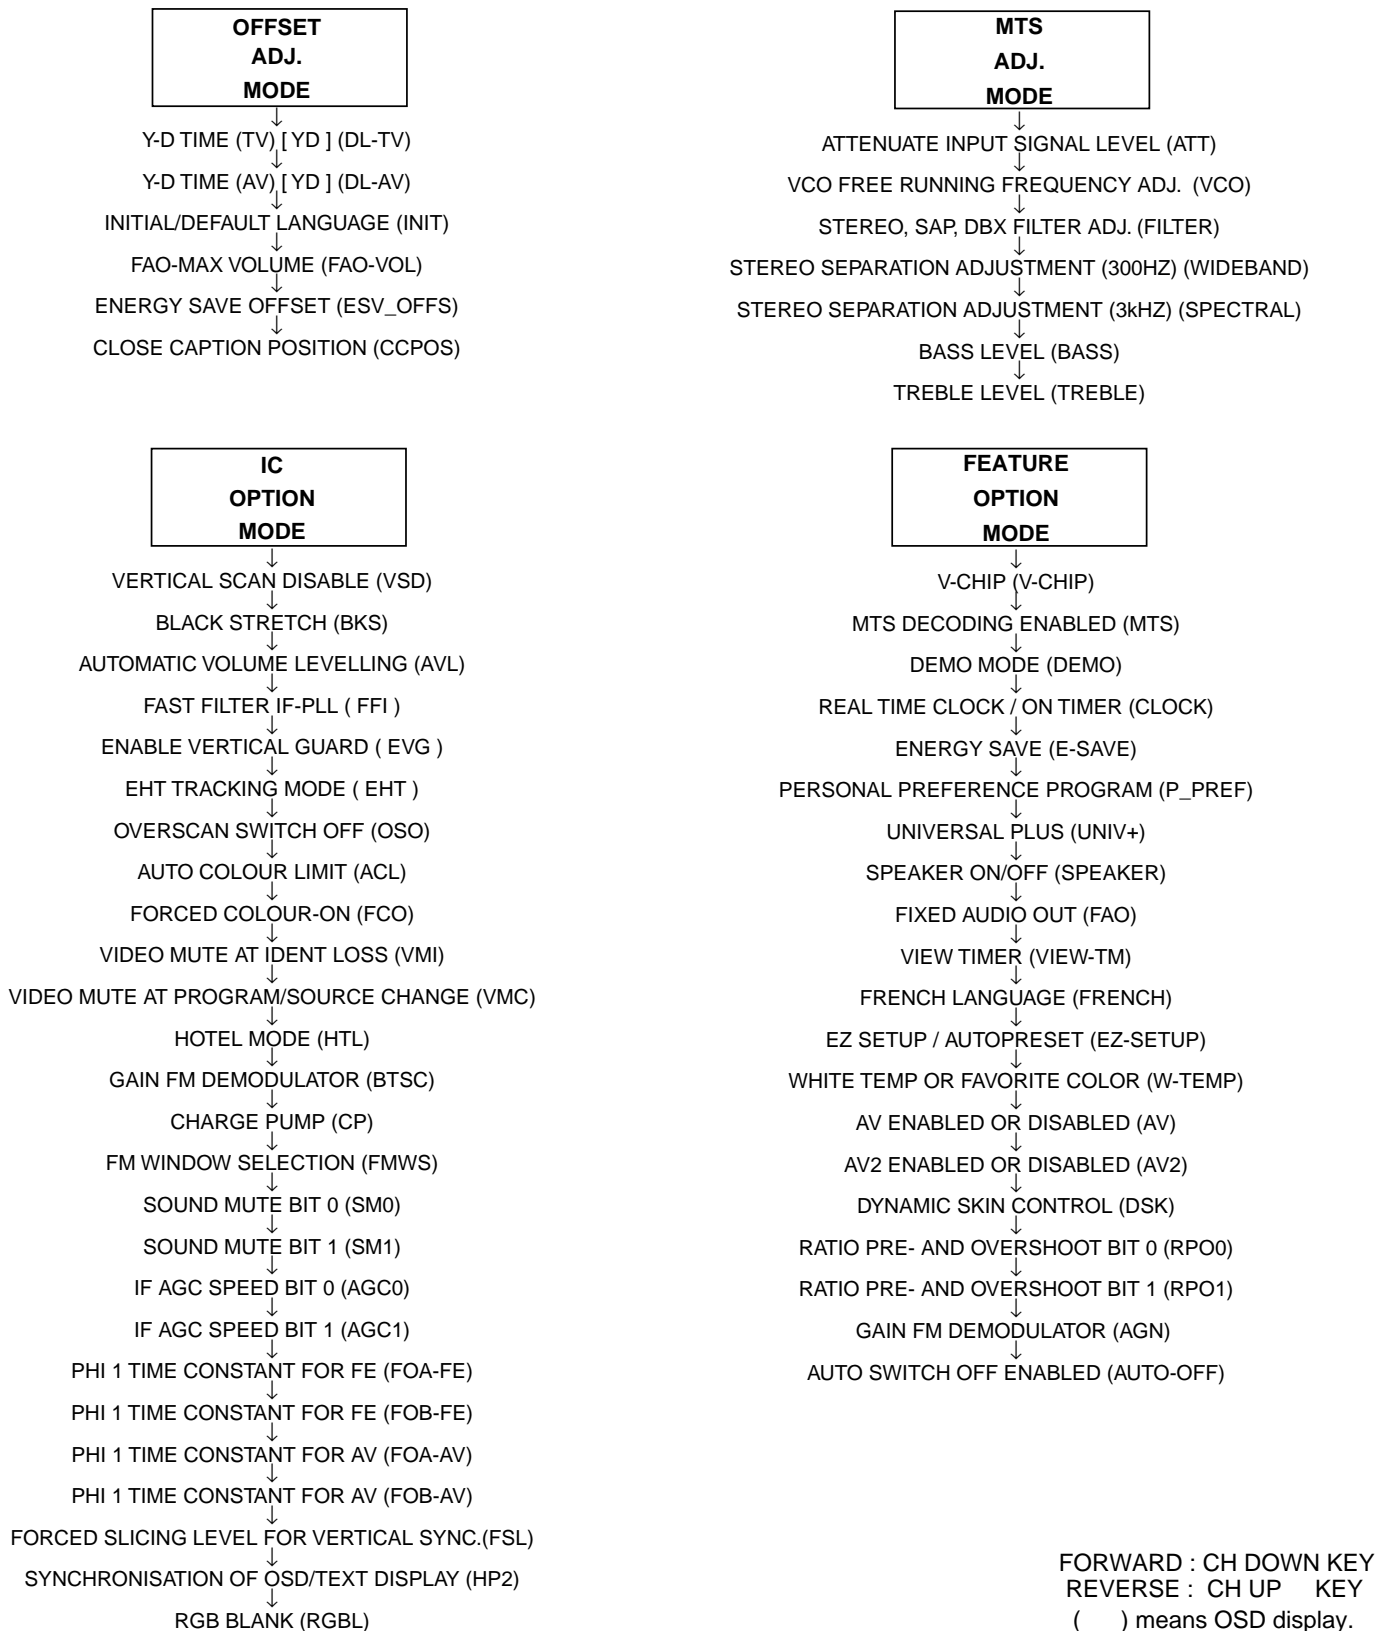 OFFSET
ADJ.
MODE
Y-D TIME (TV) [ YD ] (DL-TV)
Y-D TIME (AV) [ YD ] (DL-AV)
INITIAL/DEFAULT LANGUAGE (INIT)
FAO-MAX VOLUME (FAO-VOL)
ENERGY SAVE OFFSET (ESV_OFFS)
CLOSE CAPTION POSITION (CCPOS)
MTS
ADJ.
MODE
ATTENUATE INPUT SIGNAL LEVEL (ATT)
VCO FREE RUNNING FREQUENCY ADJ. (VCO)
STEREO, SAP, DBX FILTER ADJ. (FILTER)
STEREO SEPARATION ADJUSTMENT (300HZ) (WIDEBAND)
STEREO SEPARATION ADJUSTMENT (3kHZ) (SPECTRAL)
BASS LEVEL (BASS)
TREBLE LEVEL (TREBLE)
IC
OPTION
MODE
VERTICAL SCAN DISABLE (VSD)
BLACK STRETCH (BKS)
AUTOMATIC VOLUME LEVELLING (AVL)
FAST FILTER IF-PLL ( FFI )
ENABLE VERTICAL GUARD ( EVG )
EHT TRACKING MODE ( EHT )
OVERSCAN SWITCH OFF (OSO)
AUTO COLOUR LIMIT (ACL)
FORCED COLOUR-ON (FCO)
VIDEO MUTE AT IDENT LOSS (VMI)
VIDEO MUTE AT PROGRAM/SOURCE CHANGE (VMC)
HOTEL MODE (HTL)
GAIN FM DEMODULATOR (BTSC)
CHARGE PUMP (CP)
FM WINDOW SELECTION (FMWS)
SOUND MUTE BIT 0 (SM0)
SOUND MUTE BIT 1 (SM1)
IF AGC SPEED BIT 0 (AGC0)
IF AGC SPEED BIT 1 (AGC1)
PHI 1 TIME CONSTANT FOR FE (FOA-FE)
PHI 1 TIME CONSTANT FOR FE (FOB-FE)
PHI 1 TIME CONSTANT FOR AV (FOA-AV)
PHI 1 TIME CONSTANT FOR AV (FOB-AV)
FORCED SLICING LEVEL FOR VERTICAL SYNC.(FSL)
SYNCHRONISATION OF OSD/TEXT DISPLAY (HP2)
RGB BLANK (RGBL)
FEATURE
OPTION
MODE
V-CHIP (V-CHIP)
MTS DECODING ENABLED (MTS)
DEMO MODE (DEMO)
REAL TIME CLOCK / ON TIMER (CLOCK)
ENERGY SAVE (E-SAVE)
PERSONAL PREFERENCE PROGRAM (P_PREF)
UNIVERSAL PLUS (UNIV+)
SPEAKER ON/OFF (SPEAKER)
FIXED AUDIO OUT (FAO)
VIEW TIMER (VIEW-TM)
FRENCH LANGUAGE (FRENCH)
EZ SETUP / AUTOPRESET (EZ-SETUP)
WHITE TEMP OR FAVORITE COLOR (W-TEMP)
AV ENABLED OR DISABLED (AV)
AV2 ENABLED OR DISABLED (AV2)
DYNAMIC SKIN CONTROL (DSK)
RATIO PRE- AND OVERSHOOT BIT 0 (RPO0)
RATIO PRE- AND OVERSHOOT BIT 1 (RPO1)
GAIN FM DEMODULATOR (AGN)
AUTO SWITCH OFF ENABLED (AUTO-OFF)
FORWARD : CH DOWN KEY
REVERSE : CH UP KEY
( ) means OSD display.